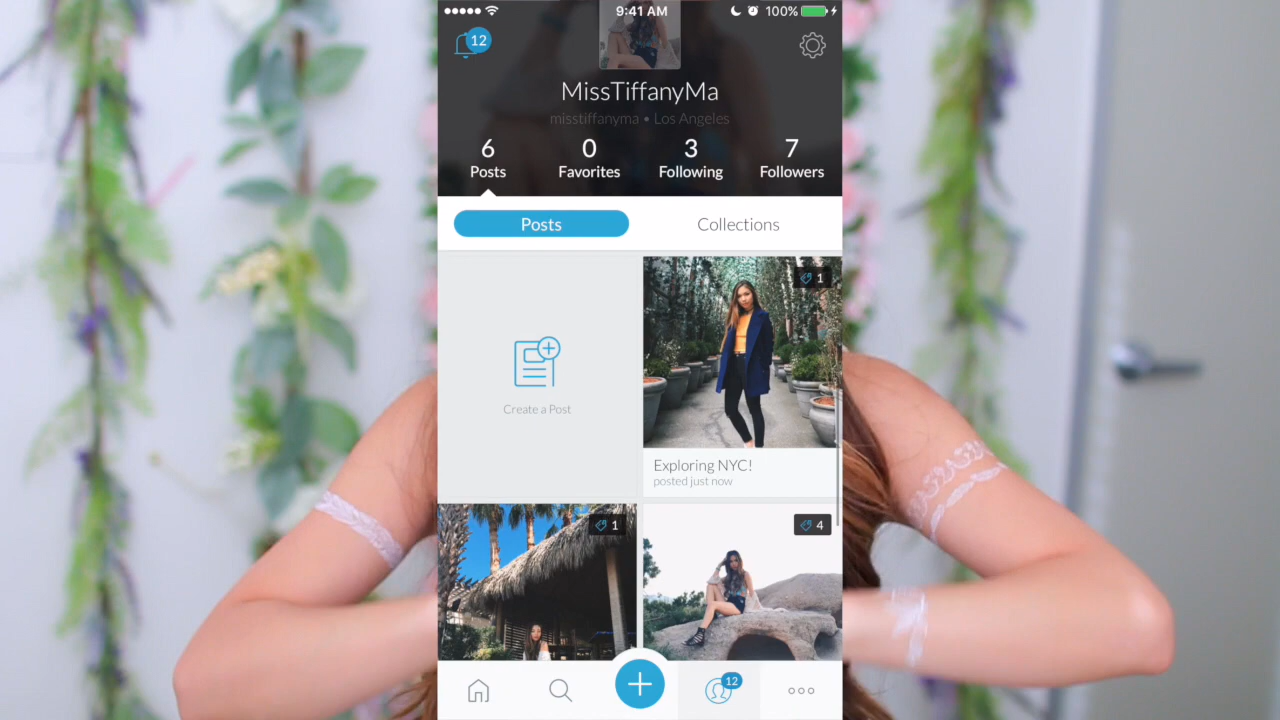 9:41 AM 100%
12
MissTiffanyMa
misstiffanyma • Los Angeles
6 0 3 7
Posts Favorites Following Followers
Posts Collections
1
Create a Post
Exploring NYC!
posted just now
1 4
12